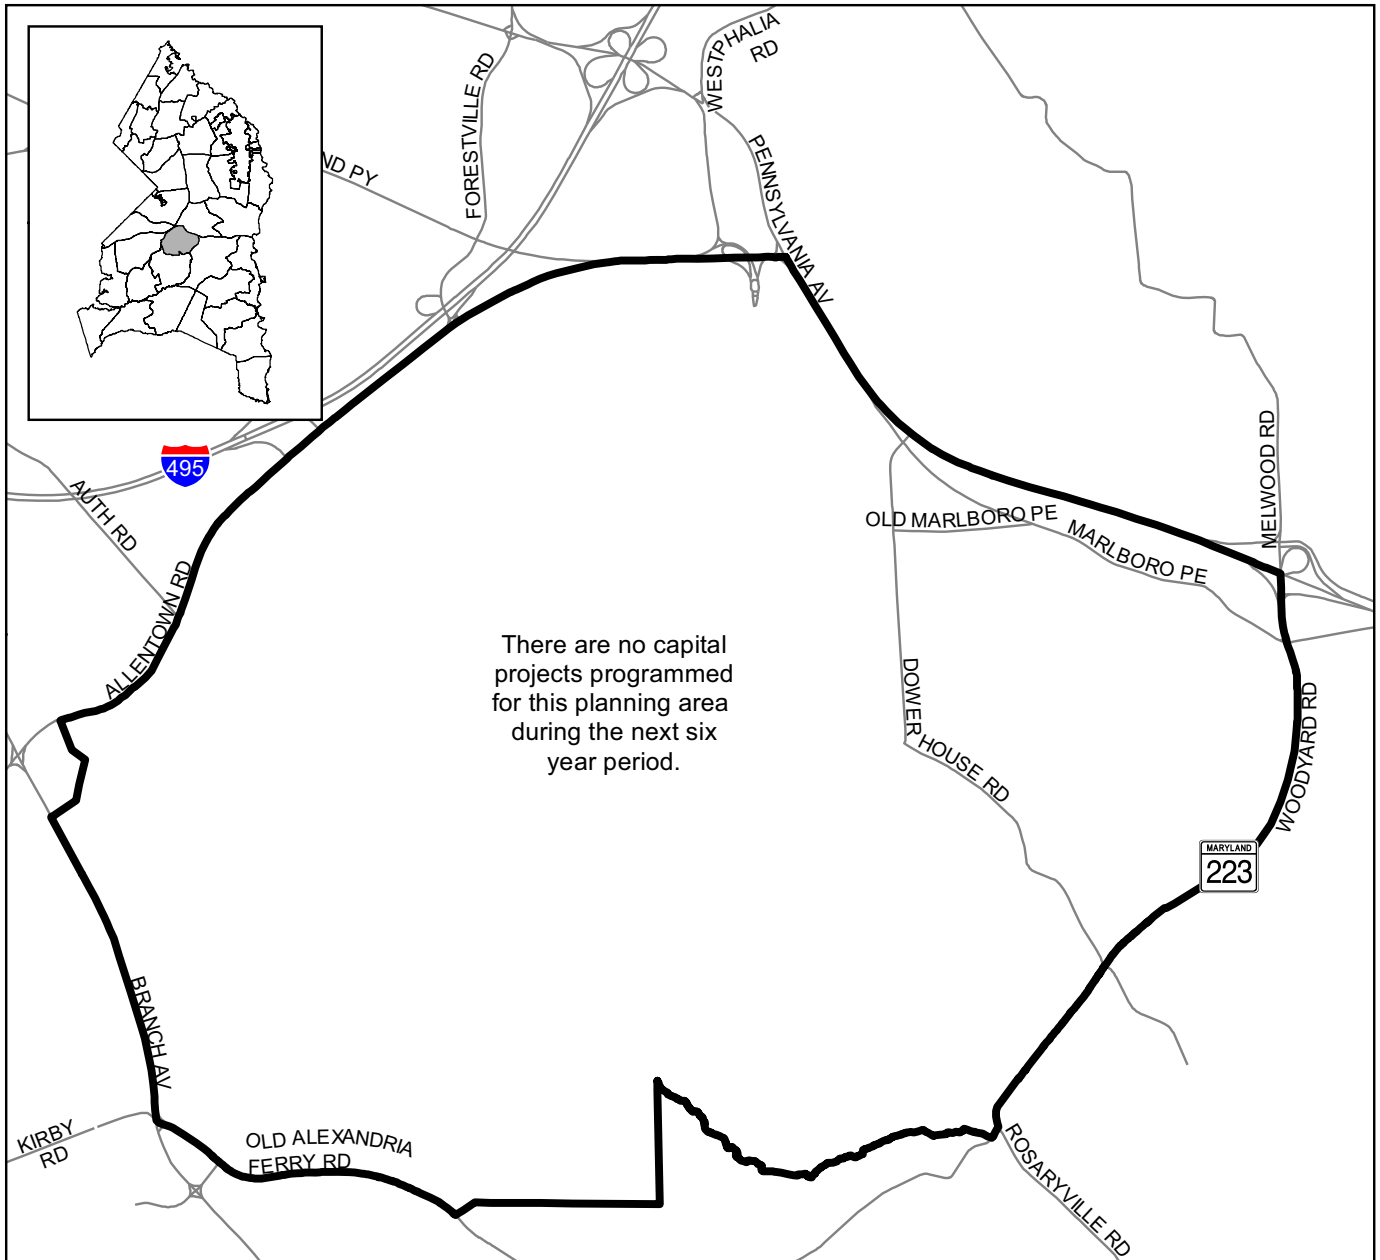 WESTPHALIA
RD
FORESTVILLE RD
ND PY
PENNSYLVANIA AV
495
AUTH RD
MELWOOD RD
OLD MARLBORO PE
MARLBORO PE
ALLENTOWN RD
There are no capital
projects programmed
for this planning area
during the next six
year period.
DOWER HOUSE RD
WOODYARD RD
MARYLAND
223
BRANCH AV
KIRBY
RD
OLD ALEXANDRIA
FERRY RD
ROSARYVILLE RD